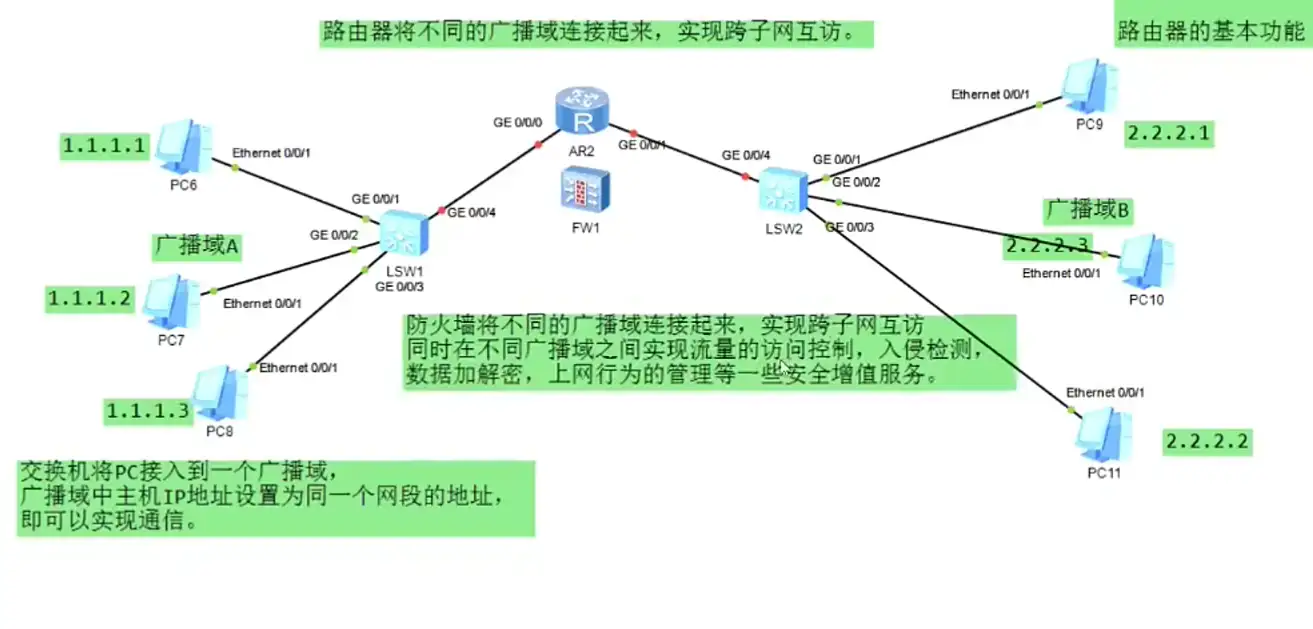 路由器将不同的广播域连接起来，实现跨子网互访。
路由器的基本功能
Ethernet 0/0/1
PC9
2.2.2.1
GE 0/0/0
R
AR2
GE 0/0/1
1.1.1.1
Ethernet 0/0/1
PC6
GE 0/0/4
GE 0/0/1
GE 0/0/2
LSW2
GE 0/0/3
FW1
GE 0/0/1
GE 0/0/4
GE 0/0/2
LSW1
GE 0/0/3
广播域A
广播域B
2.2.2.3
Ethernet 0/0/1
PC10
1.1.1.2
Ethernet 0/0/1
PC7
防火墙将不同的广播域连接起来，实现跨子网互访
同时在不同广播域之间实现流量的访问控制，入侵检测，
数据加解密，上网行为的管理等一些安全增值服务。
Ethernet 0/0/1
1.1.1.3
PC8
Ethernet 0/0/1
PC11
2.2.2.2
交换机将PC接入到一个广播域，
广播域中主机IP地址设置为同一个网段的地址，
即可以实现通信。